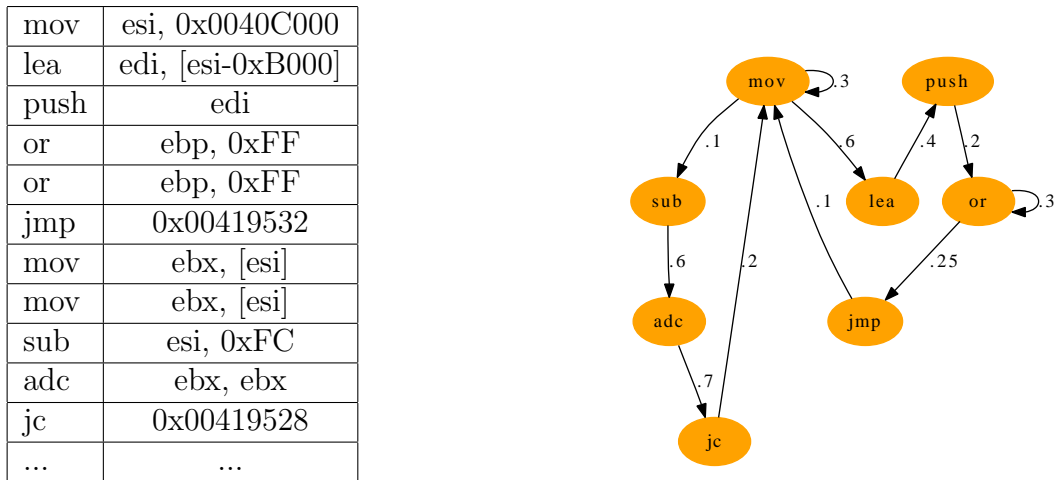 mov esi, 0x0040C000
lea edi, [esi-0xB000]
push edi
or ebp, 0xFF
or ebp, 0xFF
jmp 0x00419532
mov ebx, [esi]
mov ebx, [esi]
sub esi, 0xFC
adc ebx, ebx
jc 0x00419528
... ...
mov .3 push
.1 .6 .4 .2
sub lea or .3
.1
.6 .2 .25
adc jmp
.7
jc